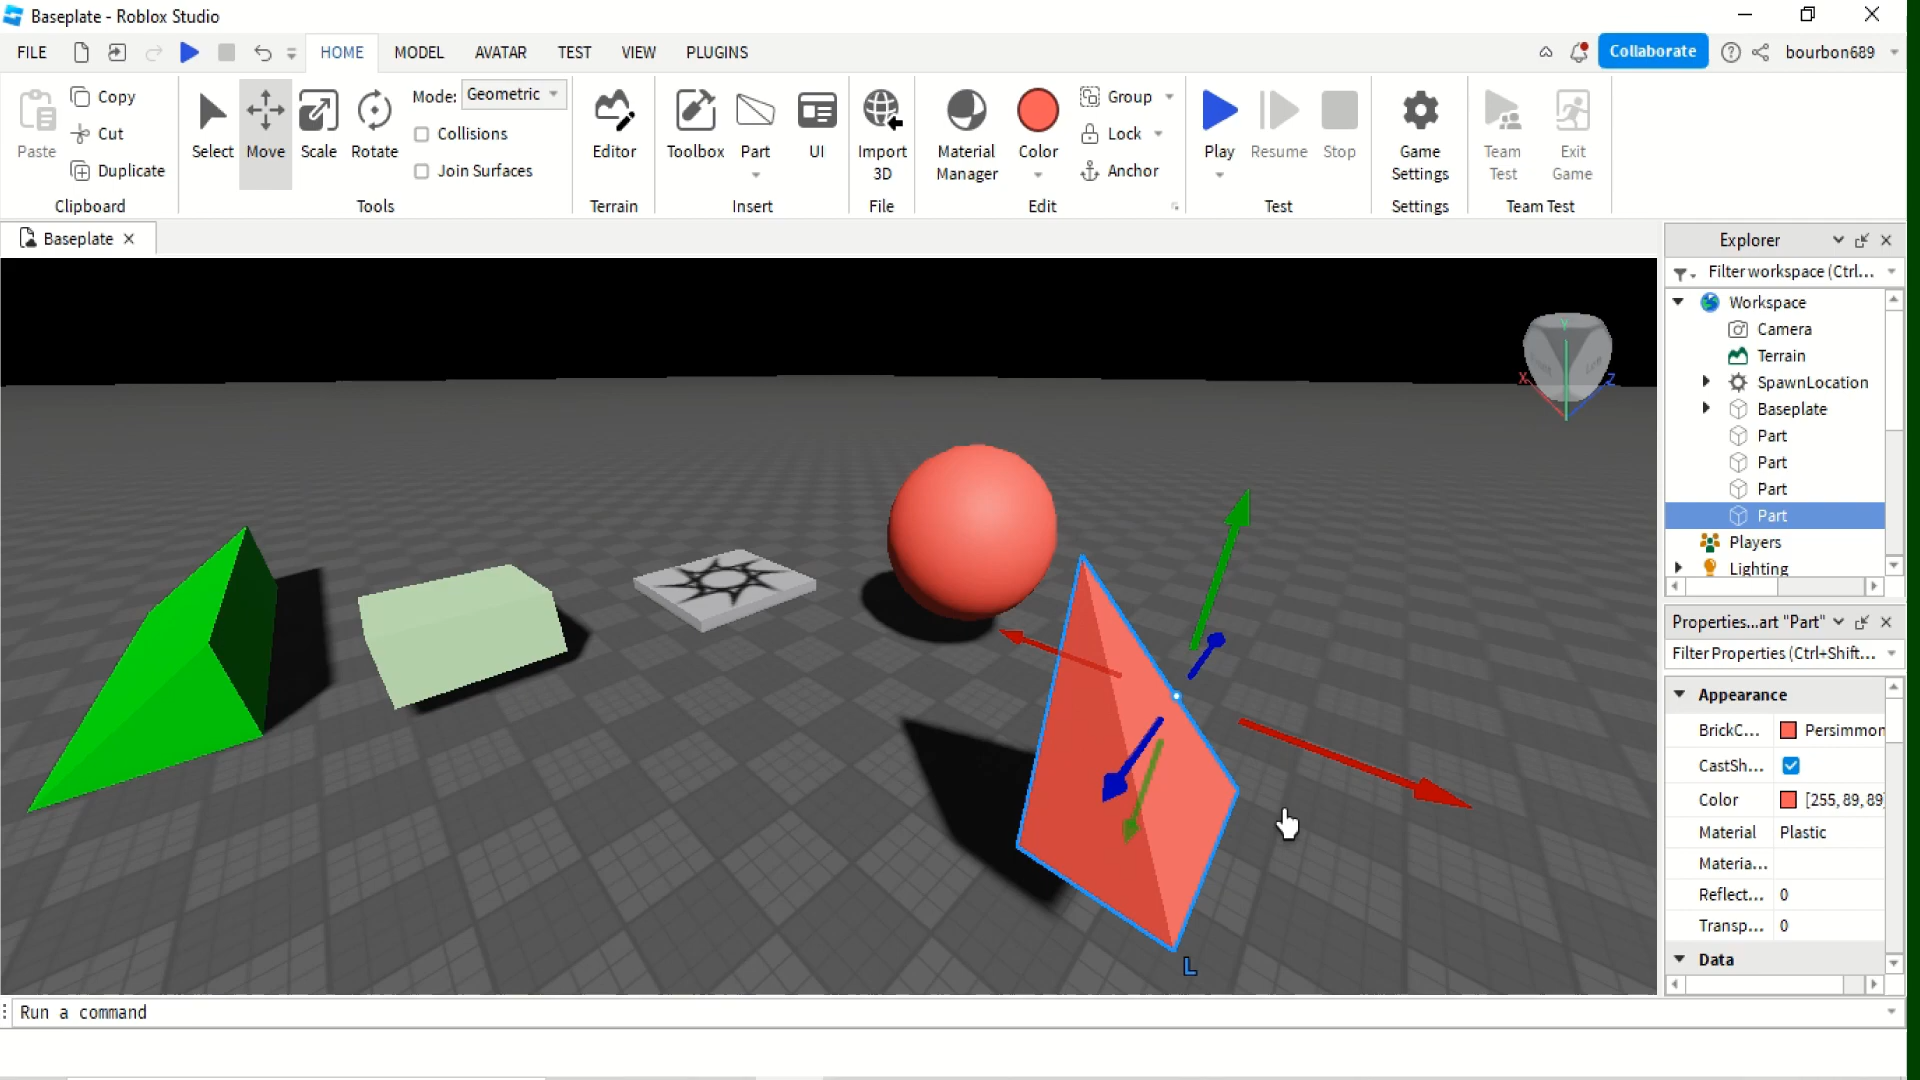 Baseplate - Roblox Studio
FILE HOME MODEL AVATAR TEST VIEW PLUGINS Collaborate bourbon689
Paste Copy Cut Duplicate
Clipboard
Select Move Scale Rotate Mode: Geometric
Collisions
Join Surfaces
Tools
Editor
Terrain
Toolbox Part UI
Insert
Import 3D
File
Material Manager Color Group Lock Anchor
Edit
Play Resume Stop
Test
Game Settings
Settings
Team Test Exit Game
Team Test
Baseplate
Explorer
Filter workspace (Ctrl...
Workspace
Camera
Terrain
SpawnLocation
Baseplate
Part
Part
Part
Part
Players
Lighting
Y
X Z
L
Properties...art "Part"
Filter Properties (Ctrl+Shift...
Appearance
BrickC... Persimmon
CastSh...
Color [255, 89, 89]
Material Plastic
Materia...
Reflect... 0
Transp... 0
Data
Run a command